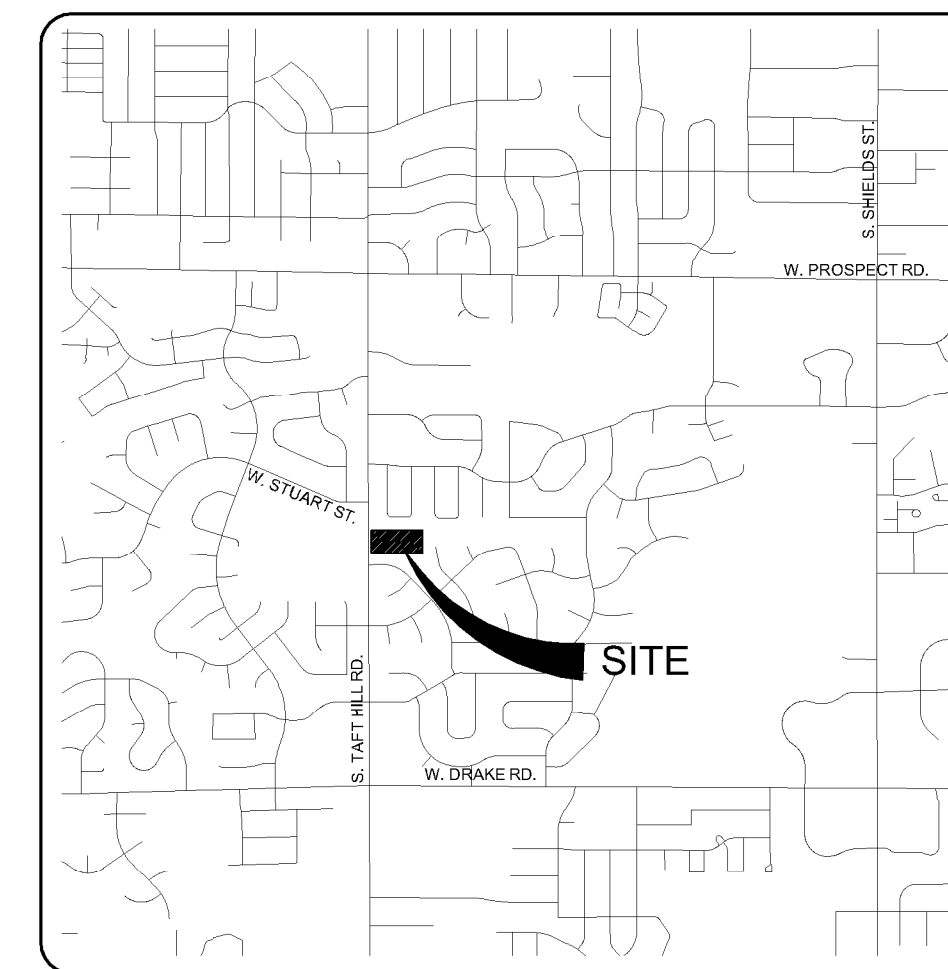 S. SHIELDS ST.
W. PROSPECT RD.
W. STUART ST.
SITE
S. TAFT HILL RD.
W. DRAKE RD.